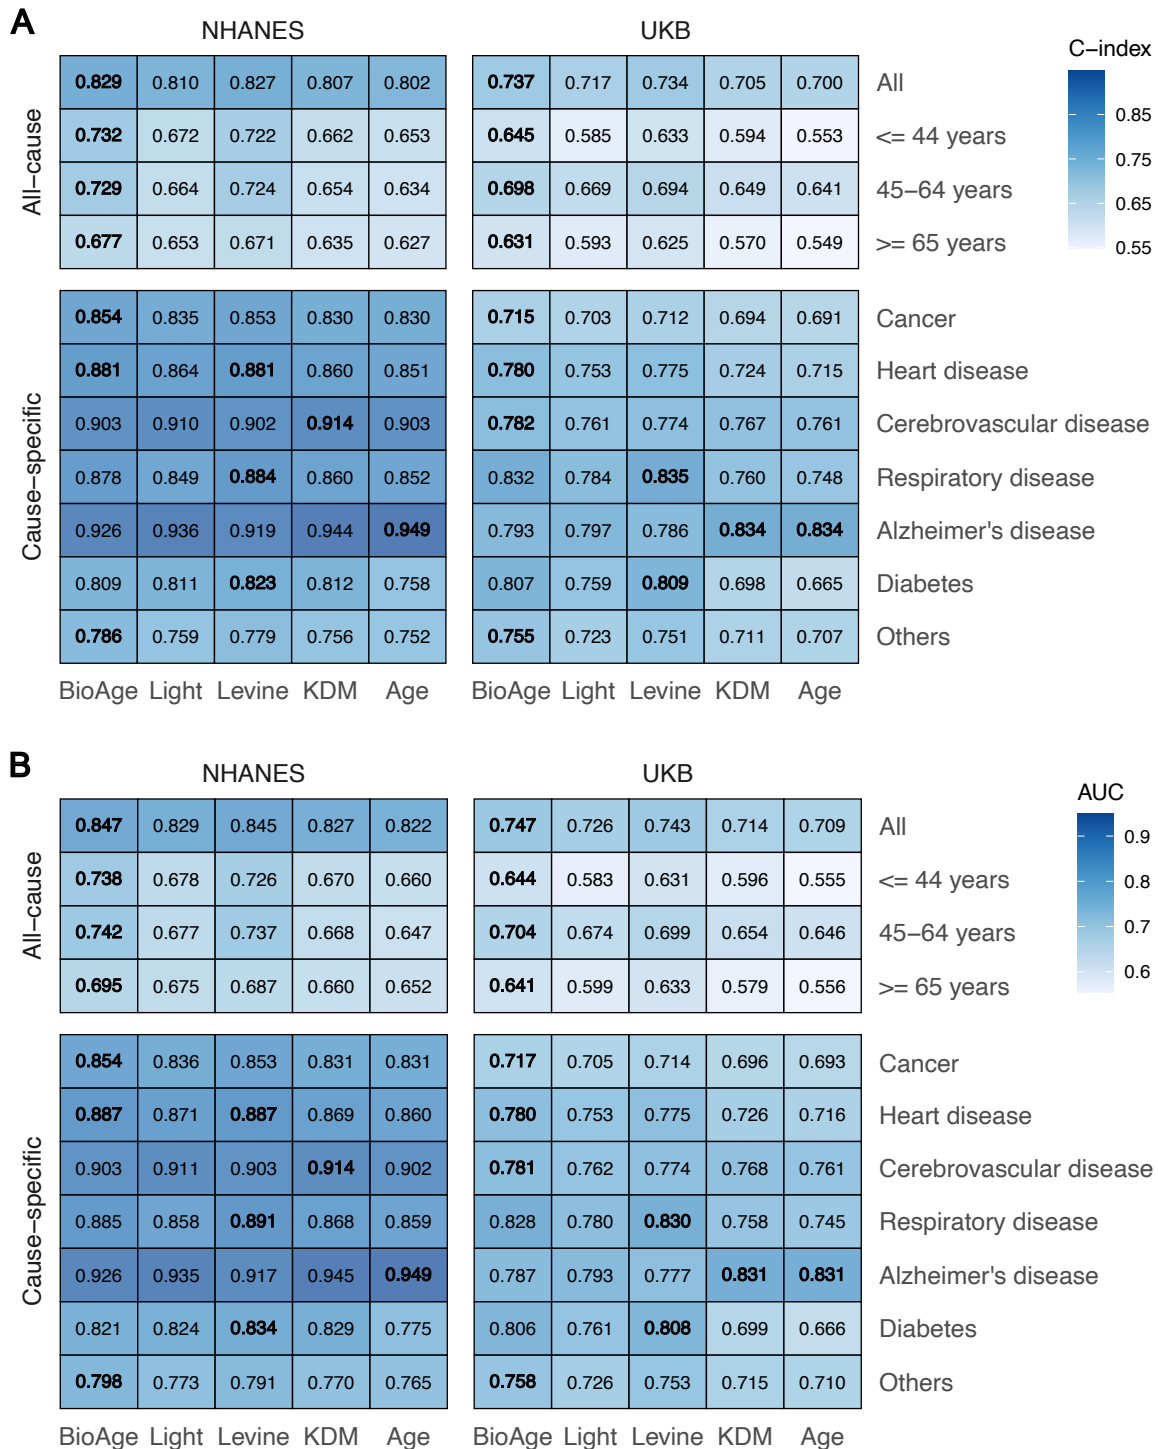 A
NHANES UKB
C-index
0.85
0.75
0.65
0.55
All-cause
0.829 0.810 0.827 0.807 0.802 0.737 0.717 0.734 0.705 0.700 All
0.732 0.672 0.722 0.662 0.653 0.645 0.585 0.633 0.594 0.553 <= 44 years
0.729 0.664 0.724 0.654 0.634 0.698 0.669 0.694 0.649 0.641 45-64 years
0.677 0.653 0.671 0.635 0.627 0.631 0.593 0.625 0.570 0.549 >= 65 years
Cause-specific
0.854 0.835 0.853 0.830 0.830 0.715 0.703 0.712 0.694 0.691 Cancer
0.881 0.864 0.881 0.860 0.851 0.780 0.753 0.775 0.724 0.715 Heart disease
0.903 0.910 0.902 0.914 0.903 0.782 0.761 0.774 0.767 0.761 Cerebrovascular disease
0.878 0.849 0.884 0.860 0.852 0.832 0.784 0.835 0.760 0.748 Respiratory disease
0.926 0.936 0.919 0.944 0.949 0.793 0.797 0.786 0.834 0.834 Alzheimer's disease
0.809 0.811 0.823 0.812 0.758 0.807 0.759 0.809 0.698 0.665 Diabetes
0.786 0.759 0.779 0.756 0.752 0.755 0.723 0.751 0.711 0.707 Others
BioAge Light Levine KDM Age BioAge Light Levine KDM Age
B
NHANES UKB
AUC
0.9
0.8
0.7
0.6
All-cause
0.847 0.829 0.845 0.827 0.822 0.747 0.726 0.743 0.714 0.709 All
0.738 0.678 0.726 0.670 0.660 0.644 0.583 0.631 0.596 0.555 <= 44 years
0.742 0.677 0.737 0.668 0.647 0.704 0.674 0.699 0.654 0.646 45-64 years
0.695 0.675 0.687 0.660 0.652 0.641 0.599 0.633 0.579 0.556 >= 65 years
Cause-specific
0.854 0.836 0.853 0.831 0.831 0.717 0.705 0.714 0.696 0.693 Cancer
0.887 0.871 0.887 0.869 0.860 0.780 0.753 0.775 0.726 0.716 Heart disease
0.903 0.911 0.903 0.914 0.902 0.781 0.762 0.774 0.768 0.761 Cerebrovascular disease
0.885 0.858 0.891 0.868 0.859 0.828 0.780 0.830 0.758 0.745 Respiratory disease
0.926 0.935 0.917 0.945 0.949 0.787 0.793 0.777 0.831 0.831 Alzheimer's disease
0.821 0.824 0.834 0.829 0.775 0.806 0.761 0.808 0.699 0.666 Diabetes
0.798 0.773 0.791 0.770 0.765 0.758 0.726 0.753 0.715 0.710 Others
BioAge Light Levine KDM Age BioAge Light Levine KDM Age